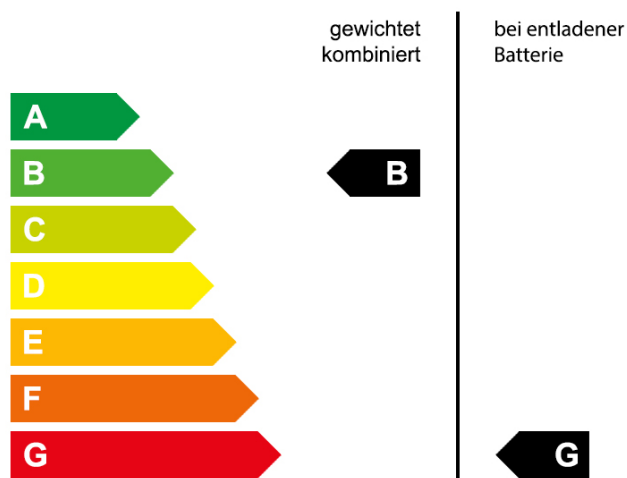 gewichtet
kombiniert
bei entladener
Batterie
A
B
B
C
D
E
F
G
G